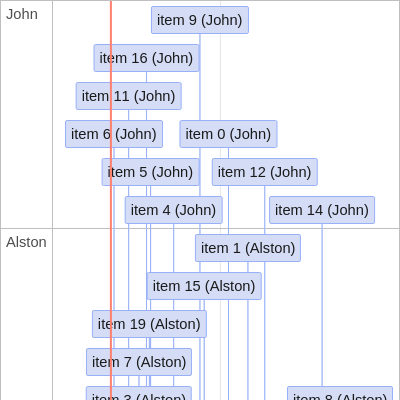 John
item 9 (John)
item 16 (John)
item 11 (John)
item 6 (John)
item 0 (John)
item 5 (John)
item 12 (John)
item 4 (John)
item 14 (John)
Alston
item 1 (Alston)
item 15 (Alston)
item 19 (Alston)
item 7 (Alston)
item 3 (Alston)
item 8 (Alston)